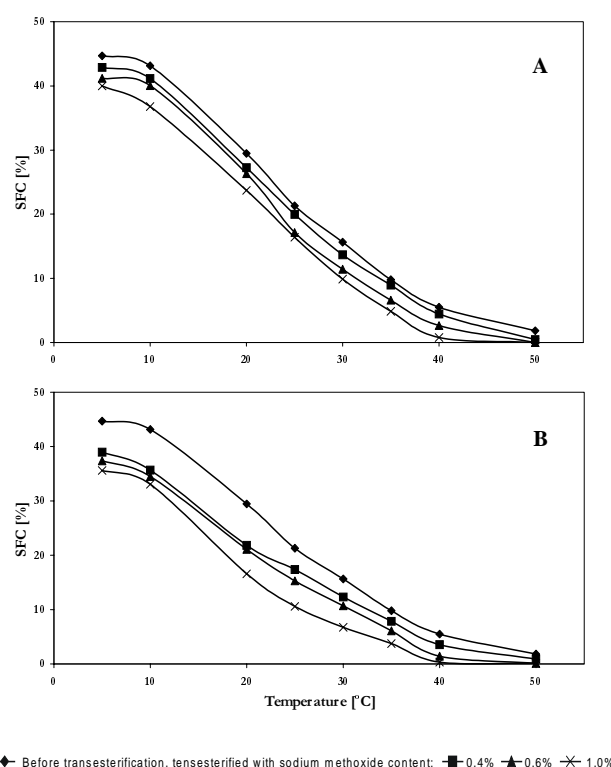 50
A
40
30
SFC [%]
20
10
0
0 10 20 30 40 50
50
B
40
30
SFC [%]
20
10
0
0 10 20 30 40 50
Temperature [°C]
Before transesterification, tensesterified with sodium methoxide content: 0.4% 0.6% 1.0%